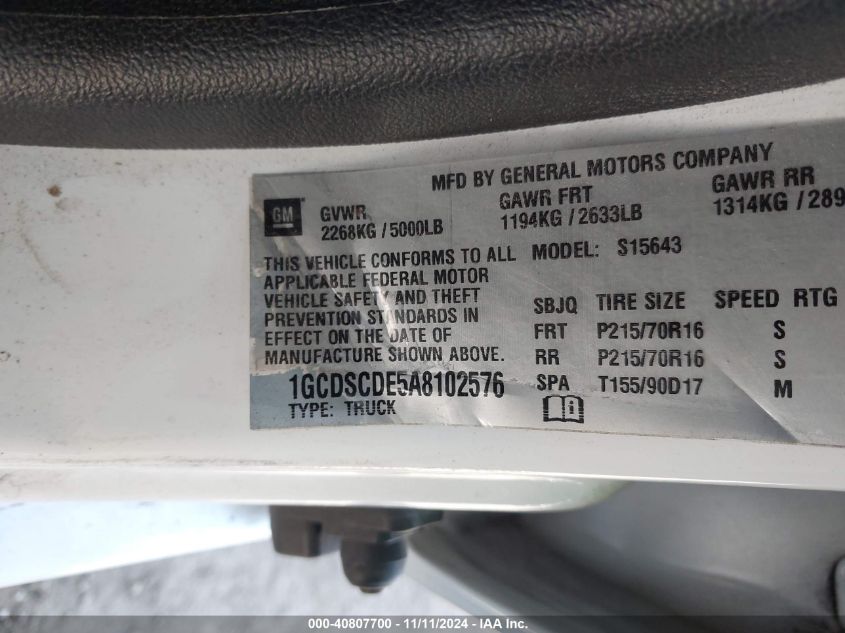 MFD BY GENERAL MOTORS COMPANY
GM
GVWR GAWR FRT GAWR RR
2268KG / 5000LB 1194KG / 2633LB 1314KG / 289
THIS VEHICLE CONFORMS TO ALL
APPLICABLE FEDERAL MOTOR
VEHICLE SAFETY AND THEFT
PREVENTION STANDARDS IN
EFFECT ON THE DATE OF
MANUFACTURE SHOWN ABOVE.
1GCDSCDE5A8102576
TYPE: TRUCK
MODEL: S15643
SBJQ TIRE SIZE SPEED RTG
FRT P215/70R16 S
RR P215/70R16 S
SPA T155/90D17 M
000-40807700 - 11/11/2024 - IAA Inc.